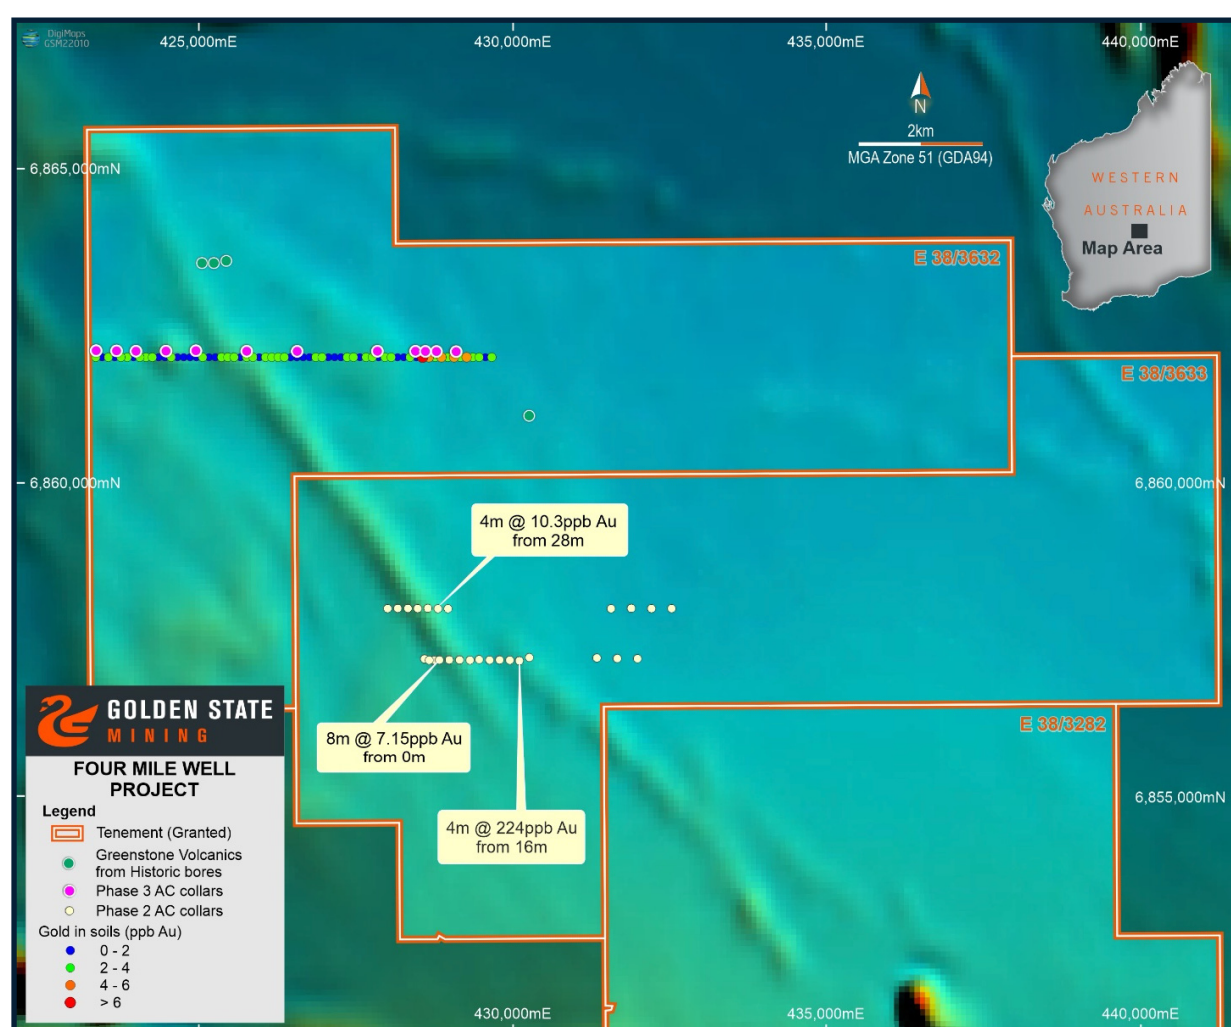 DigiMaps
GSM22010
425,000mE
430,000mE
435,000mE
440,000mE
N
2km
MGA Zone 51 (GDA94)
WESTERN
AUSTRALIA
Map Area
6,865,000mN
E 38/3632
E 38/3633
6,860,000mN
6,860,000mN
4m @ 10.3ppb Au
from 28m
8m @ 7.15ppb Au
from 0m
4m @ 224ppb Au
from 16m
E 38/3282
6,855,000mN
GOLDEN STATE
MINING
FOUR MILE WELL
PROJECT
Legend
Tenement (Granted)
Greenstone Volcanics
from Historic bores
Phase 3 AC collars
Phase 2 AC collars
Gold in soils (ppb Au)
0 - 2
2 - 4
4 - 6
> 6
430,000mE
435,000mE
440,000mE